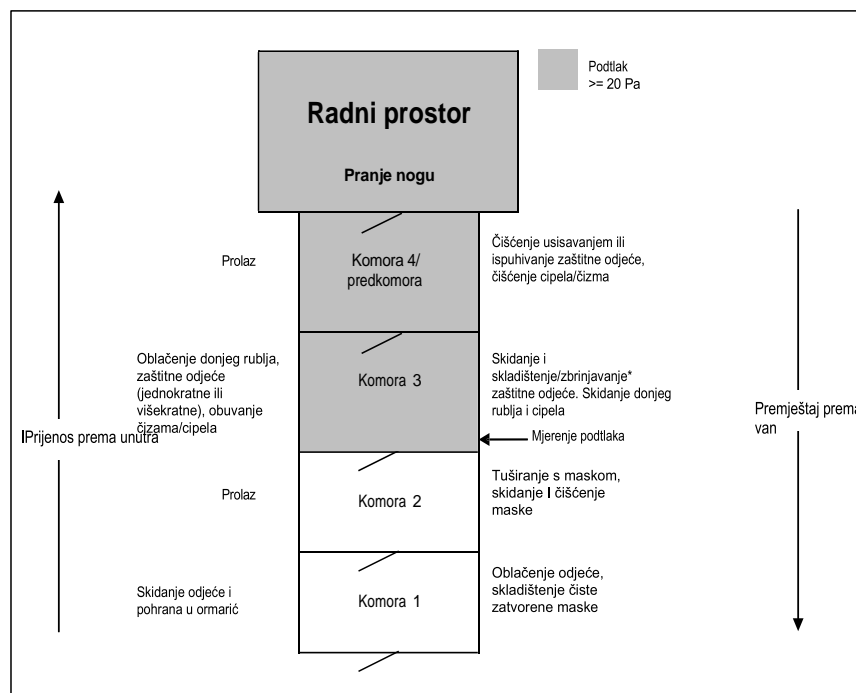 Podtlak
>= 20 Pa
Radni prostor
Pranje nogu
Prolaz
Komora 4/
predkomora
Čišćenje usisavanjem ili
ispuhivanje zaštitne odjeće,
čišćenje cipela/čizma
Oblačenje donjeg rublja,
zaštitne odjeće
(jednokratne ili
višekratne), obuvanje
čizama/cipela
Komora 3
Skidanje i
skladištenje/zbrinjavanje*
zaštitne odjeće. Skidanje donjeg
rublja i cipela
Mjerenje podtlaka
IPrijenos prema unutra
Premještaj prema
van
Prolaz
Komora 2
Tuširanje s maskom,
skidanje I čišćenje
maske
Skidanje odjeće i
pohrana u ormarić
Komora 1
Oblačenje odjeće,
skladištenje čiste
zatvorene maske